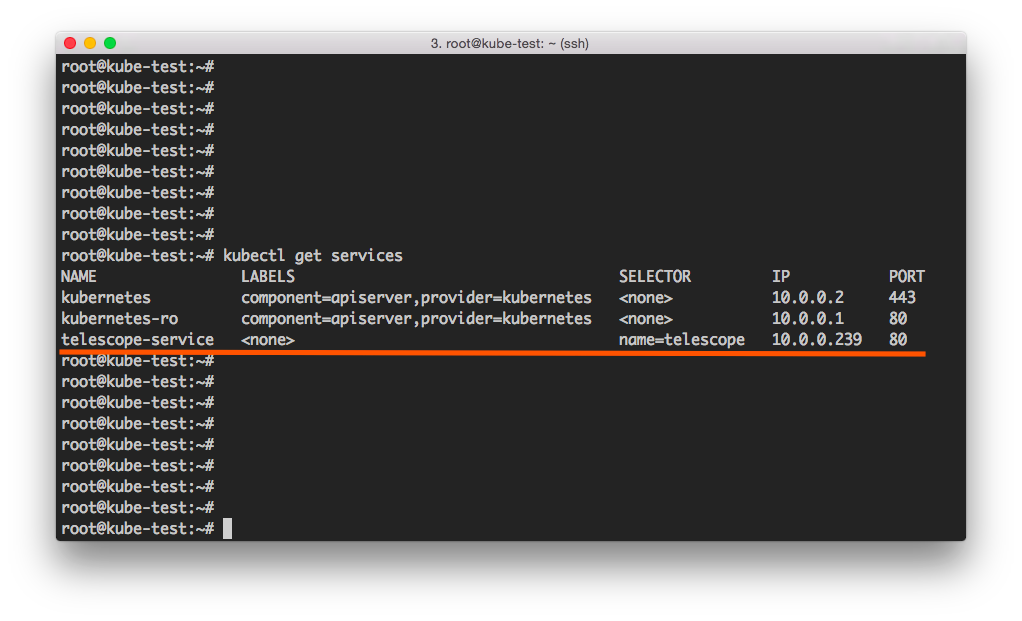 3. root@kube-test: ~ (ssh)
root@kube-test:~#
root@kube-test:~#
root@kube-test:~#
root@kube-test:~#
root@kube-test:~#
root@kube-test:~#
root@kube-test:~#
root@kube-test:~#
root@kube-test:~#
root@kube-test:~# kubectl get services
NAME LABELS SELECTOR IP PORT
kubernetes component=apiserver,provider=kubernetes <none> 10.0.0.2 443
kubernetes-ro component=apiserver,provider=kubernetes <none> 10.0.0.1 80
telescope-service <none> name=telescope 10.0.0.239 80
root@kube-test:~#
root@kube-test:~#
root@kube-test:~#
root@kube-test:~#
root@kube-test:~#
root@kube-test:~#
root@kube-test:~#
root@kube-test:~#
root@kube-test:~#